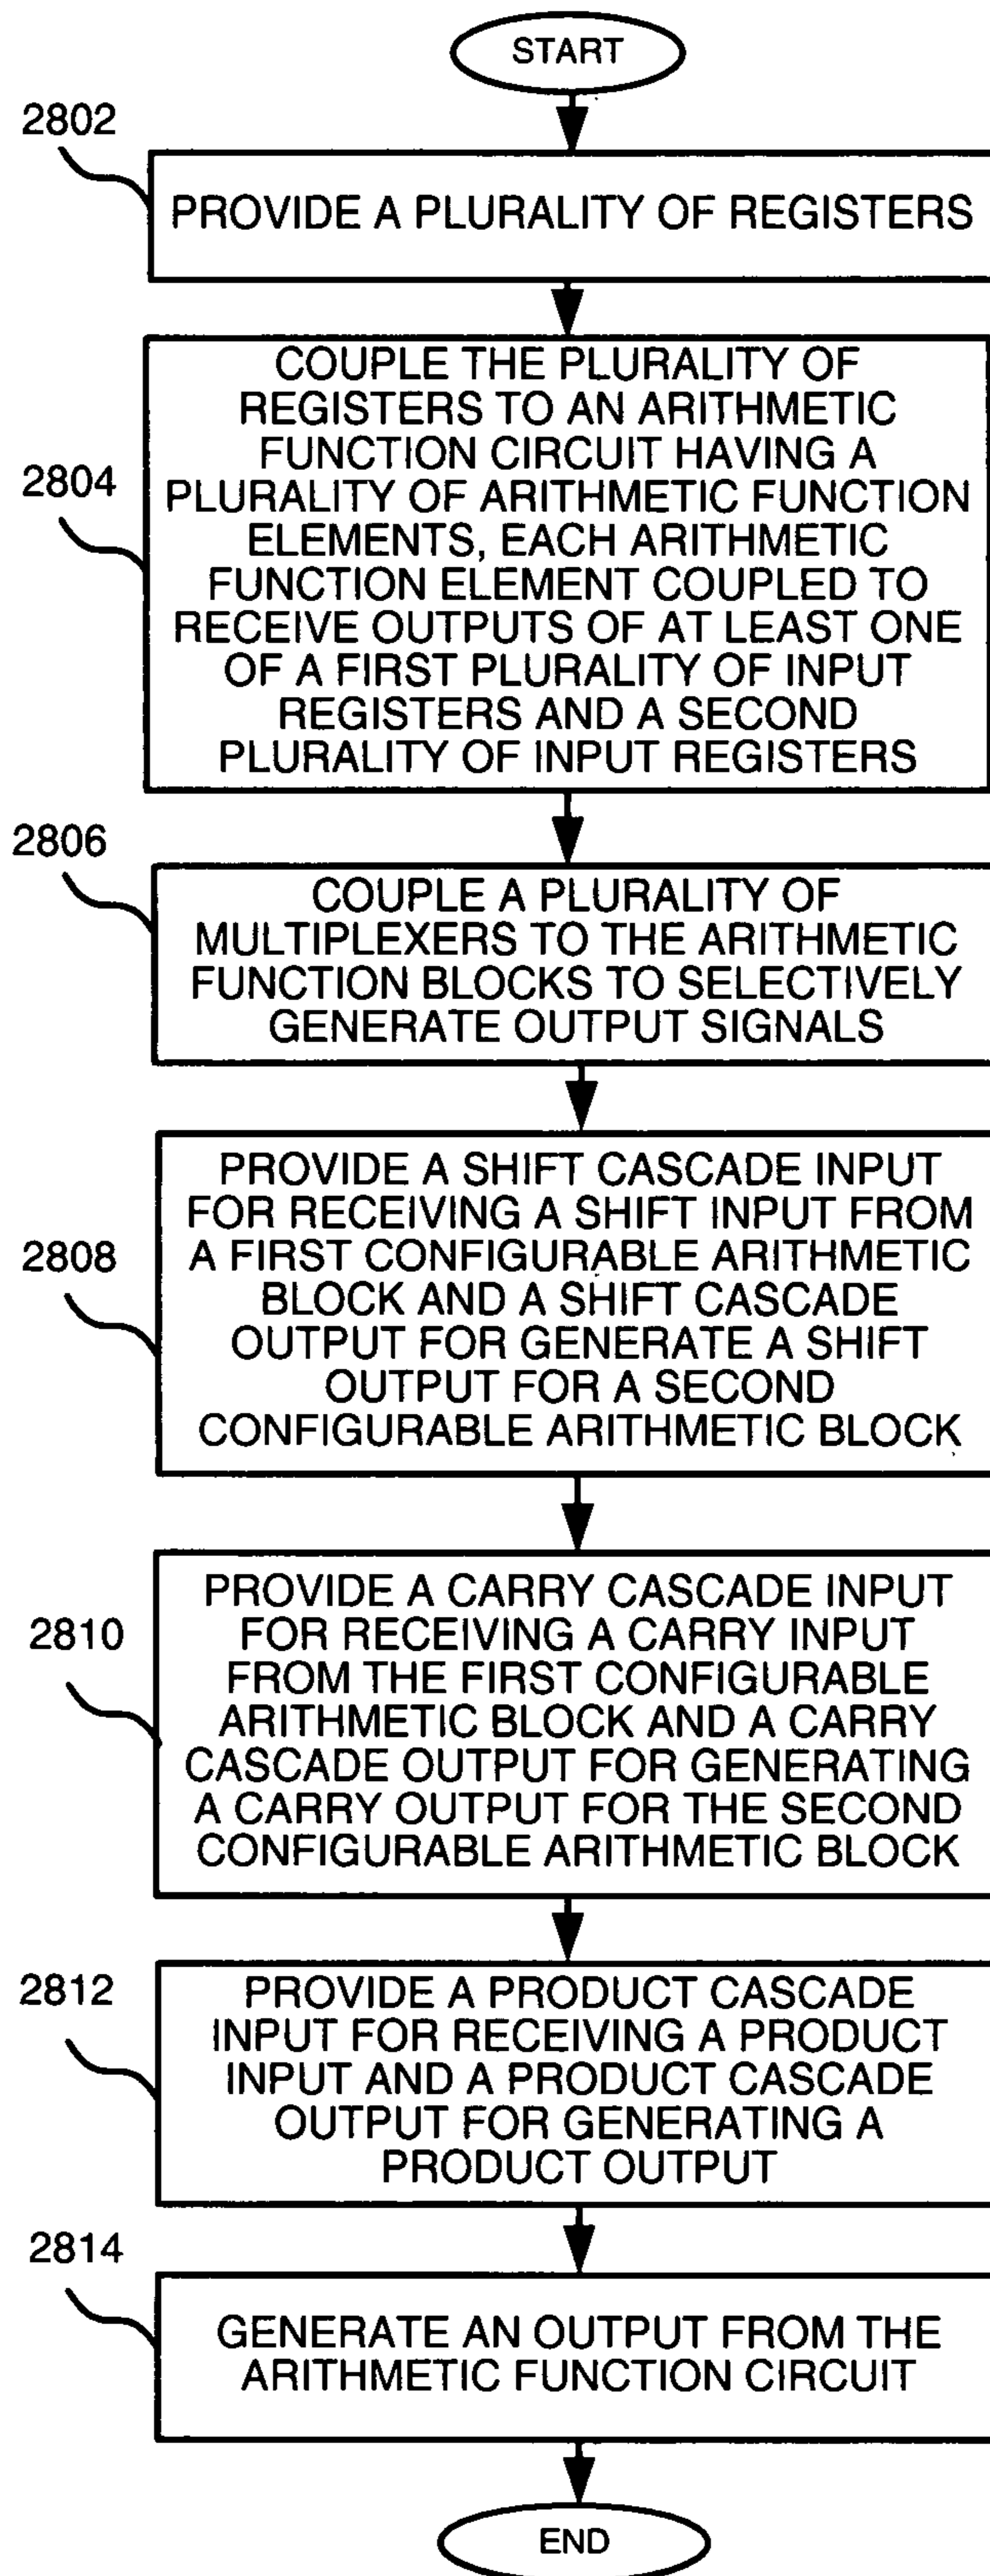 START
2802
PROVIDE A PLURALITY OF REGISTERS
2804
COUPLE THE PLURALITY OF
REGISTERS TO AN ARITHMETIC
FUNCTION CIRCUIT HAVING A
PLURALITY OF ARITHMETIC FUNCTION
ELEMENTS, EACH ARITHMETIC
FUNCTION ELEMENT COUPLED TO
RECEIVE OUTPUTS OF AT LEAST ONE
OF A FIRST PLURALITY OF INPUT
REGISTERS AND A SECOND
PLURALITY OF INPUT REGISTERS
2806
COUPLE A PLURALITY OF
MULTIPLEXERS TO THE ARITHMETIC
FUNCTION BLOCKS TO SELECTIVELY
GENERATE OUTPUT SIGNALS
2808
PROVIDE A SHIFT CASCADE INPUT
FOR RECEIVING A SHIFT INPUT FROM
A FIRST CONFIGURABLE ARITHMETIC
BLOCK AND A SHIFT CASCADE
OUTPUT FOR GENERATE A SHIFT
OUTPUT FOR A SECOND
CONFIGURABLE ARITHMETIC BLOCK
2810
PROVIDE A CARRY CASCADE INPUT
FOR RECEIVING A CARRY INPUT
FROM THE FIRST CONFIGURABLE
ARITHMETIC BLOCK AND A CARRY
CASCADE OUTPUT FOR GENERATING
A CARRY OUTPUT FOR THE SECOND
CONFIGURABLE ARITHMETIC BLOCK
2812
PROVIDE A PRODUCT CASCADE
INPUT FOR RECEIVING A PRODUCT
INPUT AND A PRODUCT CASCADE
OUTPUT FOR GENERATING A
PRODUCT OUTPUT
2814
GENERATE AN OUTPUT FROM THE
ARITHMETIC FUNCTION CIRCUIT
END